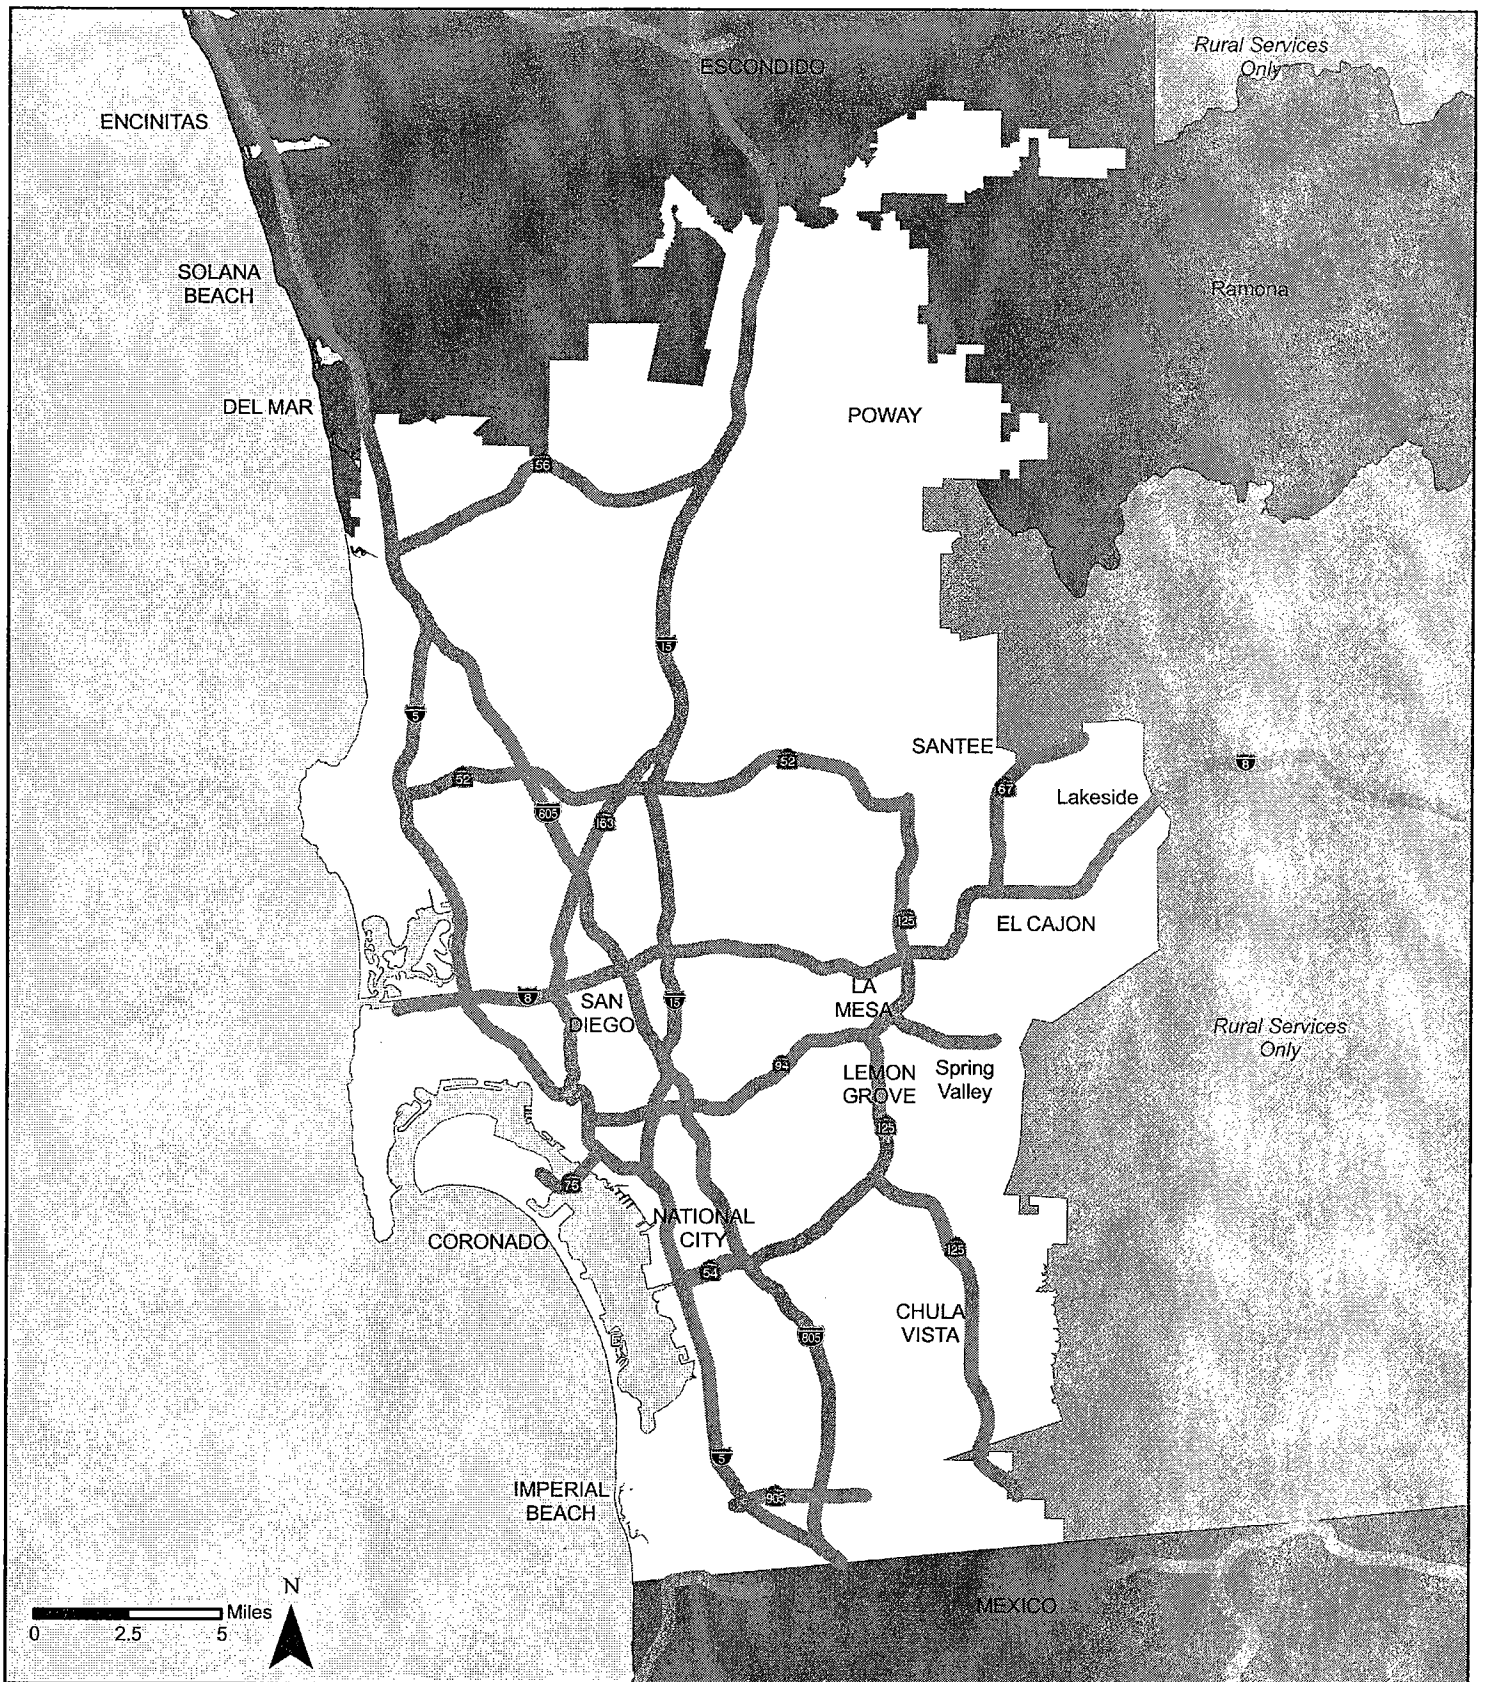 Rural Services
Only
ESCONDIDO
ENCINITAS
SOLANA
BEACH
Ramona
DEL MAR
POWAY
56
15
5
SANTEE
52
52
8
67
Lakeside
805
163
125
EL CAJON
LA
MESA
8
SAN
DIEGO
15
Rural Services
Only
94
LEMON
GROVE
Spring
Valley
125
75
NATIONAL
CITY
CORONADO
125
54
CHULA
VISTA
805
5
IMPERIAL
BEACH
905
N
Miles
0 2.5 5
MEXICO